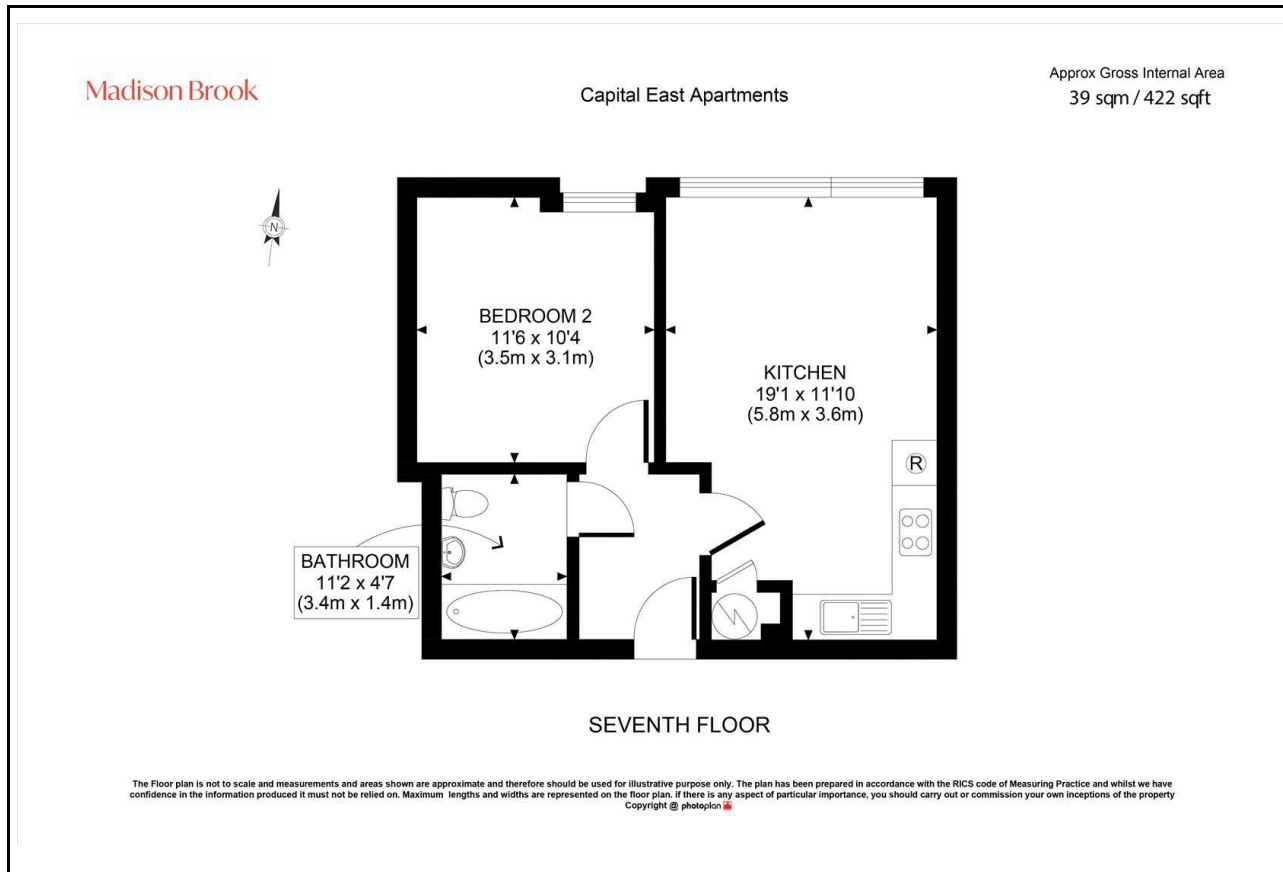 Madison Brook
Capital East Apartments
Approx Gross Internal Area
39 sqm / 422 sqft
N
BEDROOM 2
11'6 x 10'4
(3.5m x 3.1m)
KITCHEN
19'1 x 11'10
(5.8m x 3.6m)
R
BATHROOM
11'2 x 4'7
(3.4m x 1.4m)
SEVENTH FLOOR
The Floor plan is not to scale and measurements and areas shown are approximate and therefore should be used for illustrative purpose only. The plan has been prepared in accordance with the RICS code of Measuring Practice and whilst we have
confidence in the information produced it must not be relied on. Maximum lengths and widths are represented on the floor plan. if there is any aspect of particular importance, you should carry out or commission your own inceptions of the property
Copyright @ photoplan